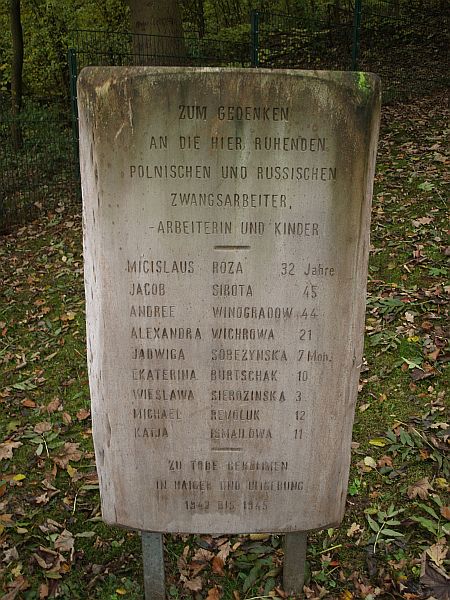 ZUM GEDENKEN
AN DIE HIER RUHENDEN
POLNISCHEN UND RUSSISCHEN
ZWANGSARBEITER,
-ARBEITERIN UND KINDER
MICISLAUS ROZA 32 Jahre
JACOB SIROTA 45
ANDREE WINOGRADOW 44
ALEXANDRA WICHROWA 21
JADWIGA SOBEZYNSKA 7 Mon.
EKATERINA BURTSCHAK 10
WIESLAWA SIEROZINSKA 3
MICHAEL REWOLUK 12
KATJA ISMAILOWA 11
ZU TODE GEKOMMEN
IN HAIGER UND UMGEBUNG
1942 BIS 1945